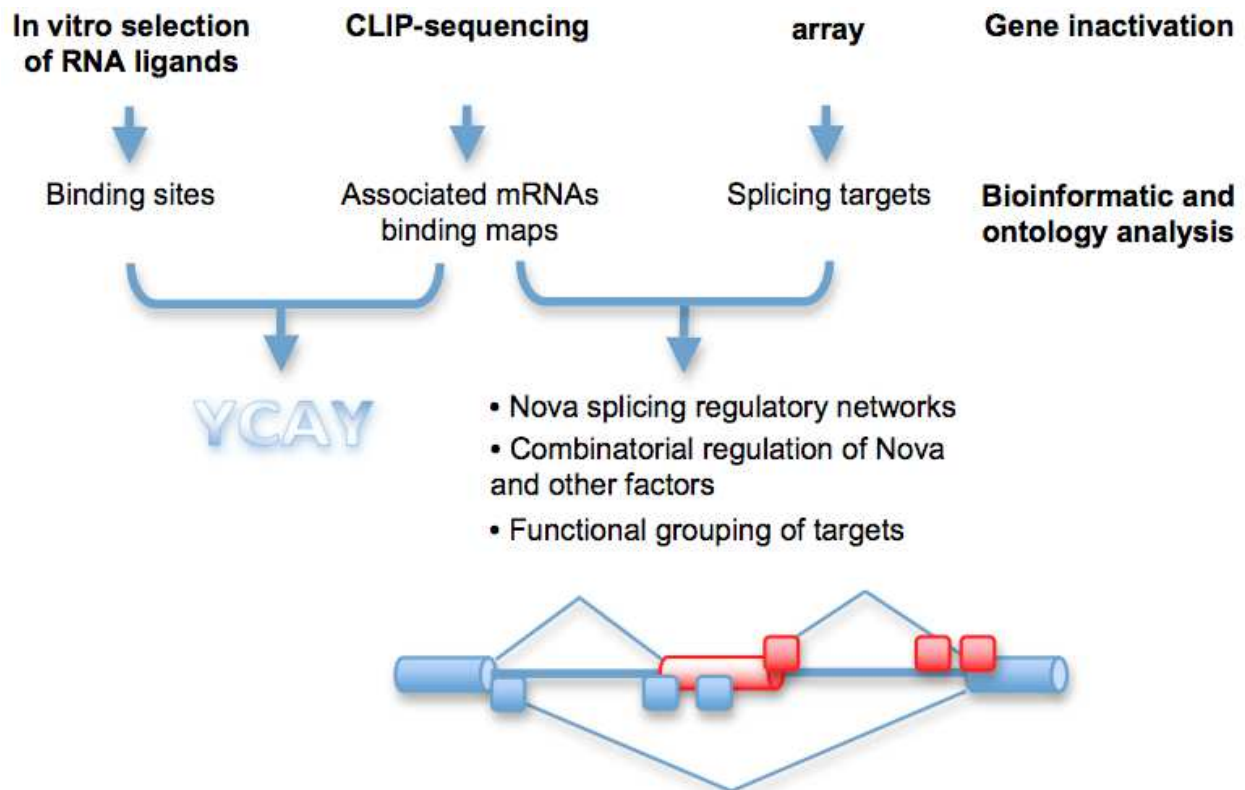 In vitro selection
of RNA ligands
CLIP-sequencing
array
Gene inactivation
Binding sites
Associated mRNAs
binding maps
Splicing targets
Bioinformatic and
ontology analysis
YCAY
• Nova splicing regulatory networks
• Combinatorial regulation of Nova
and other factors
• Functional grouping of targets